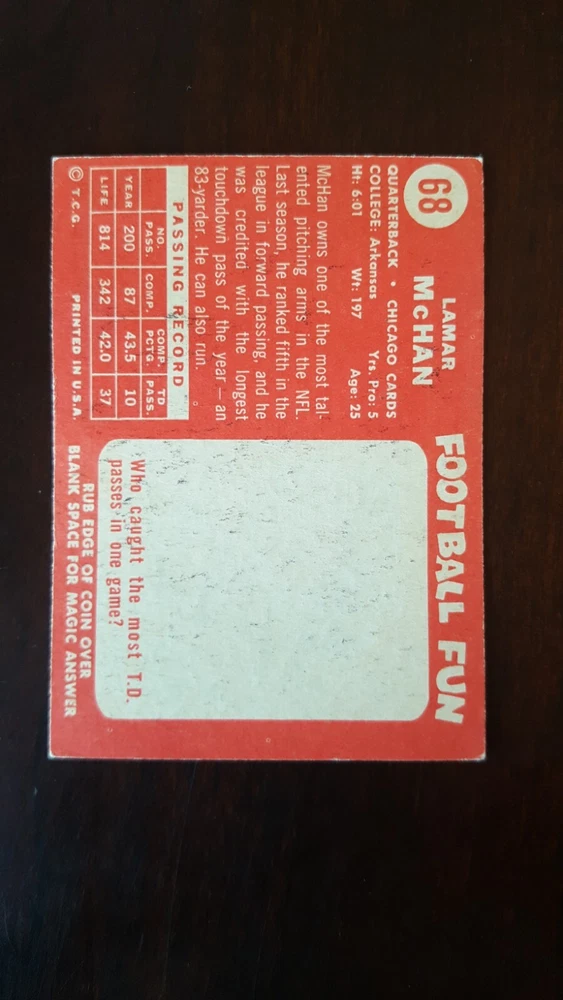 68
LAMAR
McHAN
QUARTERBACK • CHICAGO CARDS
COLLEGE: Arkansas Yrs. Pro: 5
Ht: 6:01 Wt: 197 Age: 25
McHan owns one of the most tal-
ented pitching arms in the NFL.
Last season, he ranked fifth in the
league in forward passing, and he
was credited with the longest
touchdown pass of the year — an
83-yarder. He can also run.
PASSING RECORD
NO. PASS. COMP. COMP. PCTG. TD PASS.
YEAR 200 87 43.5 10
LIFE 814 342 42.0 37
© T.C.G. PRINTED IN U.S.A.
FOOTBALL FUN
Who caught the most T.D.
passes in one game?
RUB EDGE OF COIN OVER
BLANK SPACE FOR MAGIC ANSWER